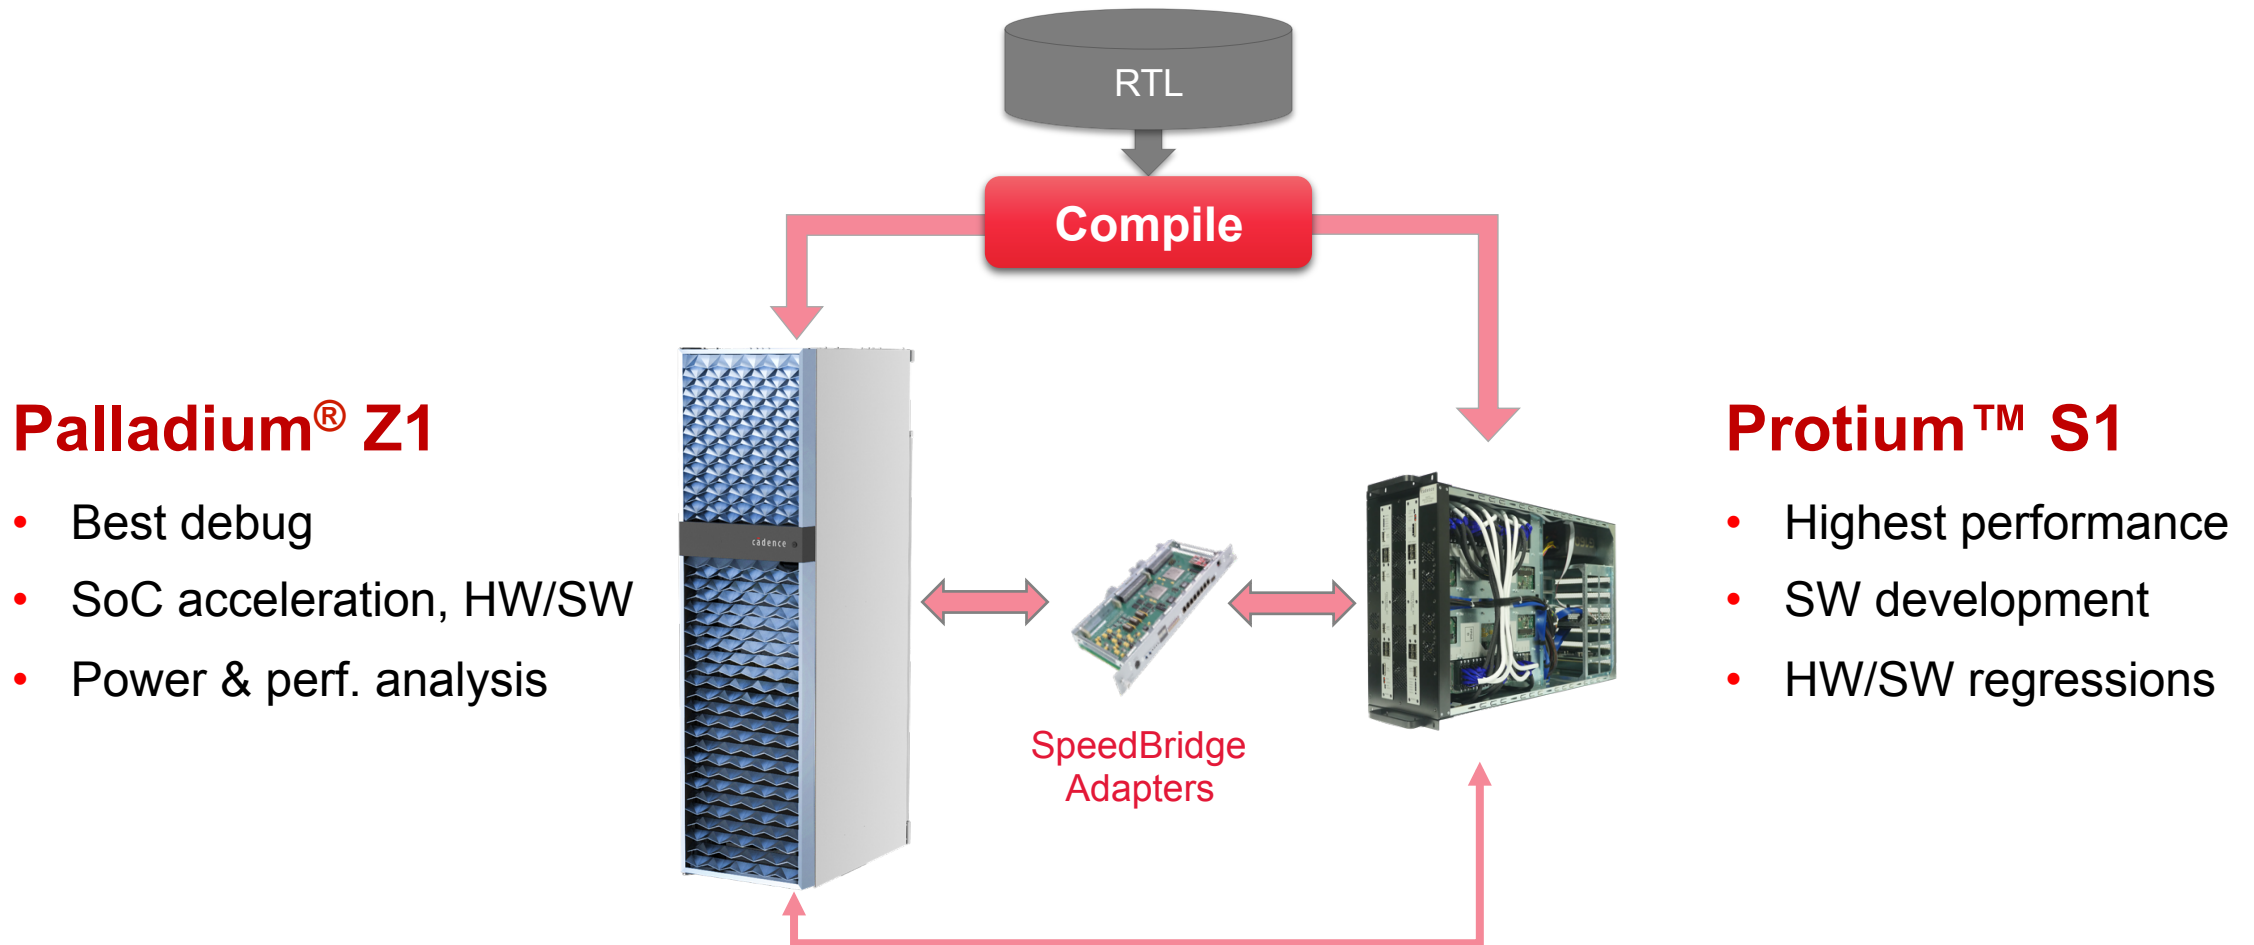 RTL
Compile
Palladium® Z1
• Best debug
• SoC acceleration, HW/SW
• Power & perf. analysis
cadence
SpeedBridge
Adapters
Protium™ S1
• Highest performance
• SW development
• HW/SW regressions